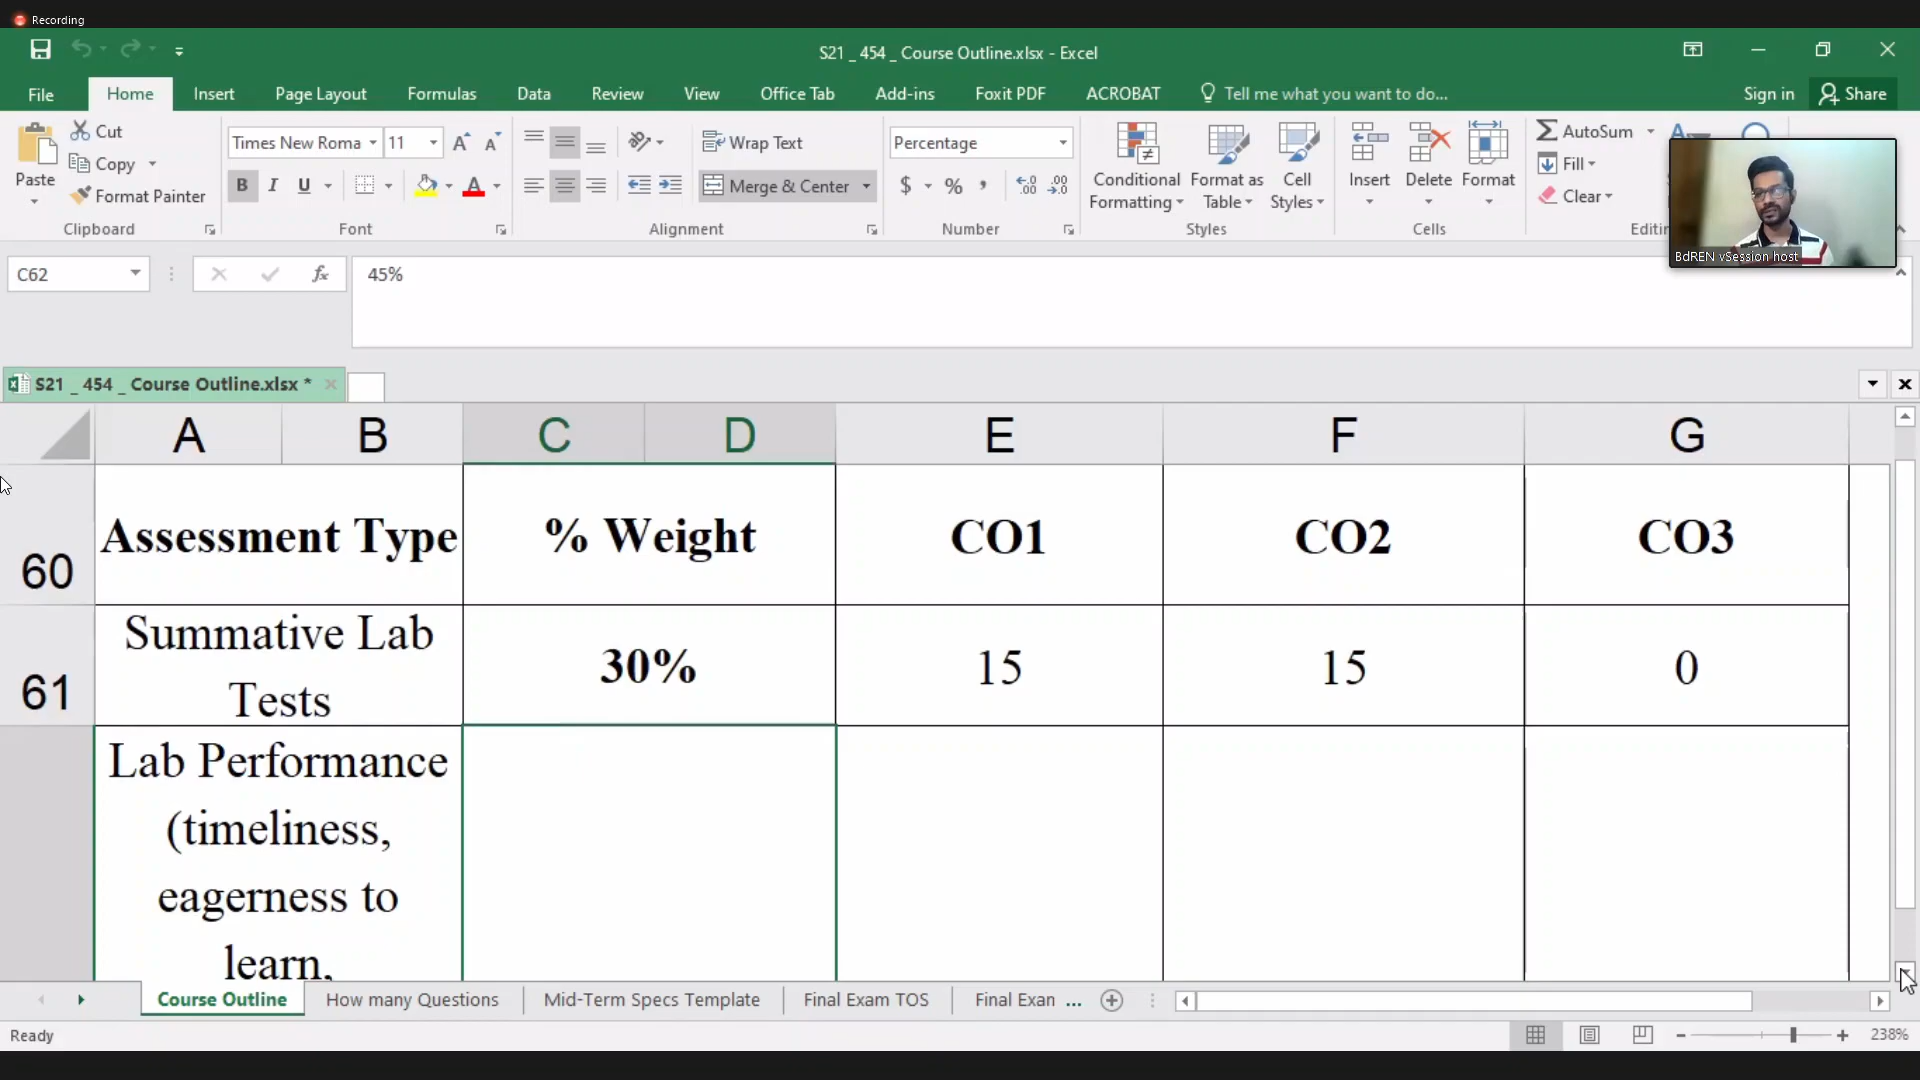 Recording
S21 _ 454 _ Course Outline.xlsx - Excel
File Home Insert Page Layout Formulas Data Review View Office Tab Add-ins Foxit PDF ACROBAT Tell me what you want to do... Sign in Share
Paste
Cut
Copy
Format Painter
Clipboard
Times New Roma 11
B I U
Font
Wrap Text
Merge & Center
Alignment
Percentage
$ % ,
Number
Conditional Formatting
Format as Table
Cell Styles
Styles
Insert Delete Format
Cells
AutoSum
Fill
Clear
Editin
BdREN vSession host
C62 fx 45%
S21 _ 454 _ Course Outline.xlsx *
A B C D E F G
60 Assessment Type % Weight CO1 CO2 CO3
61 Summative Lab Tests 30% 15 15 0
Lab Performance
(timeliness,
eagerness to
learn,
Course Outline How many Questions Mid-Term Specs Template Final Exam TOS Final Exan ...
Ready 238%